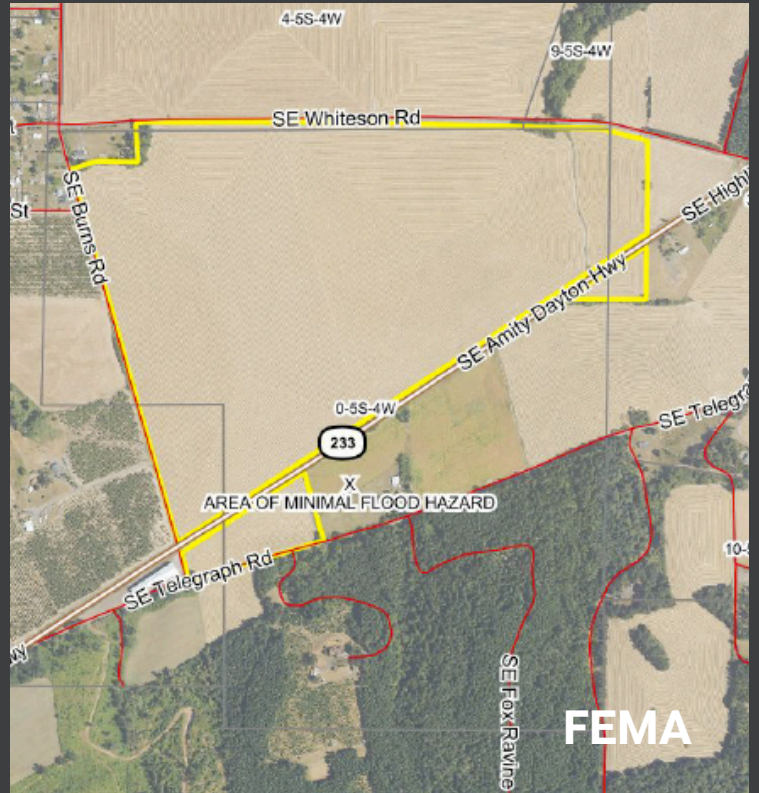 4-5S-4W
9-5S-4W
SE Whiteson Rd
SE High
St
SE Burns Rd
SE Amity Dayton Hwy
0-5S-4W
SE Telegra
233
X
AREA OF MINIMAL FLOOD HAZARD
10-
SE Telegraph Rd
wy
SE Fox Ravine
FEMA